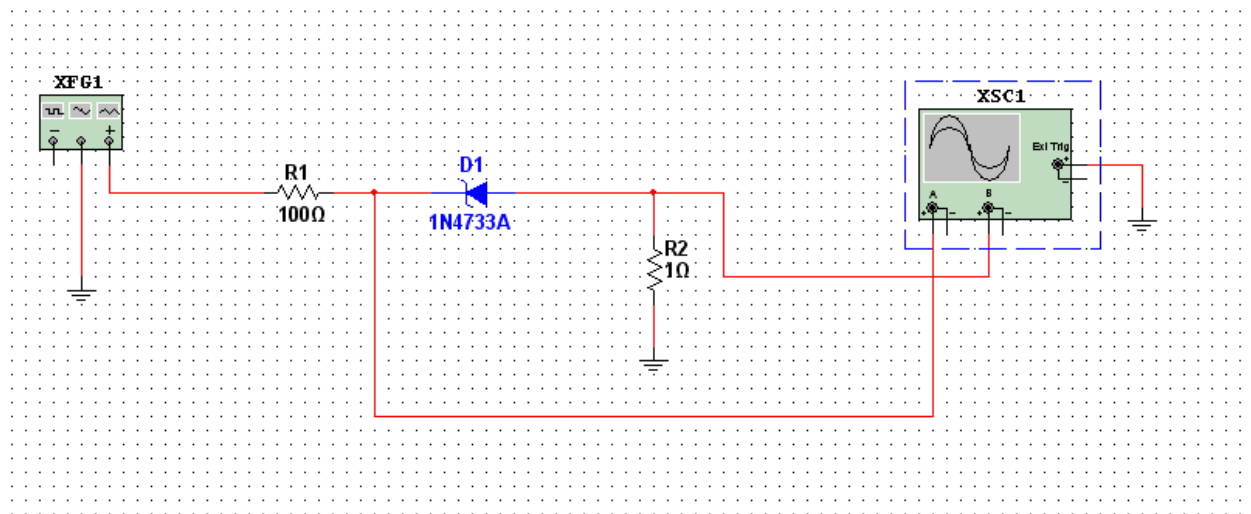 XFG1
XSC1
Ext Trig
+
−
− +
A B
+ − + −
R1
100Ω
D1
1N4733A
R2
1Ω